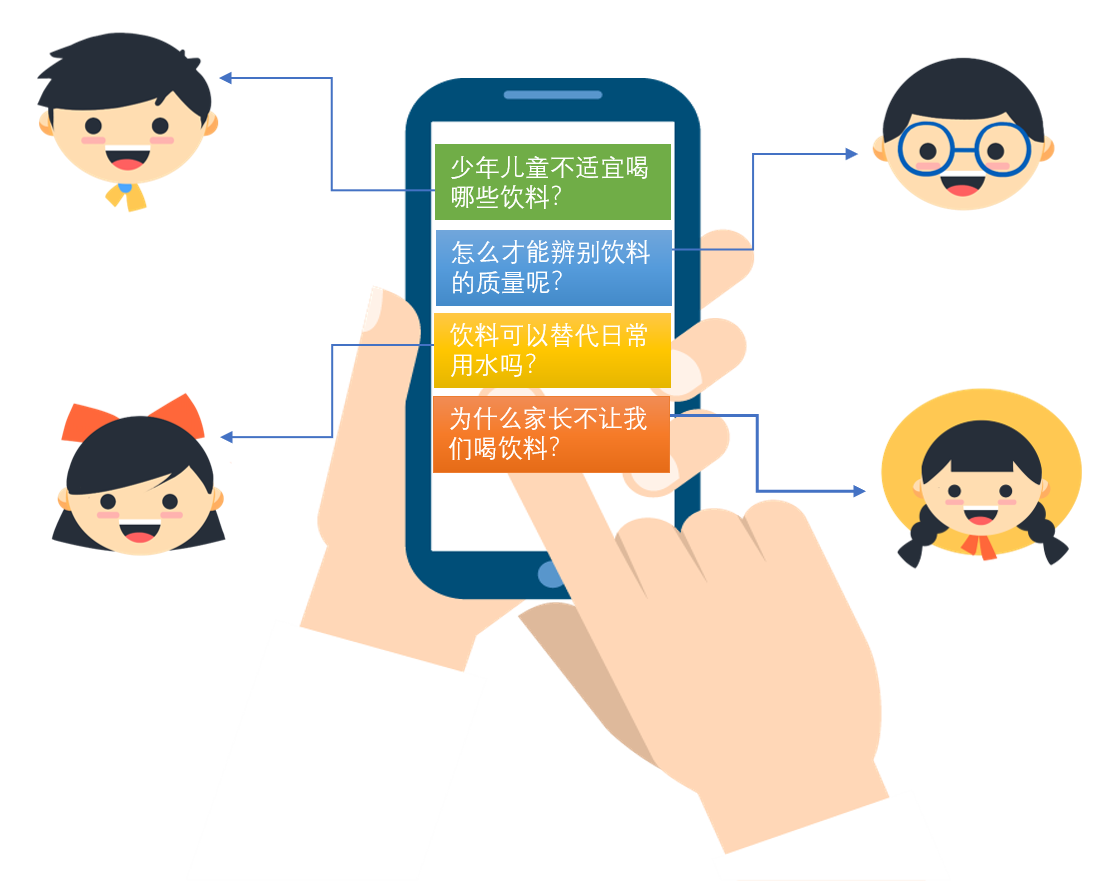 少年儿童不适宜喝
哪些饮料?
怎么才能辨别饮料
的质量呢?
饮料可以替代日常
用水吗?
为什么家长不让我
们喝饮料?